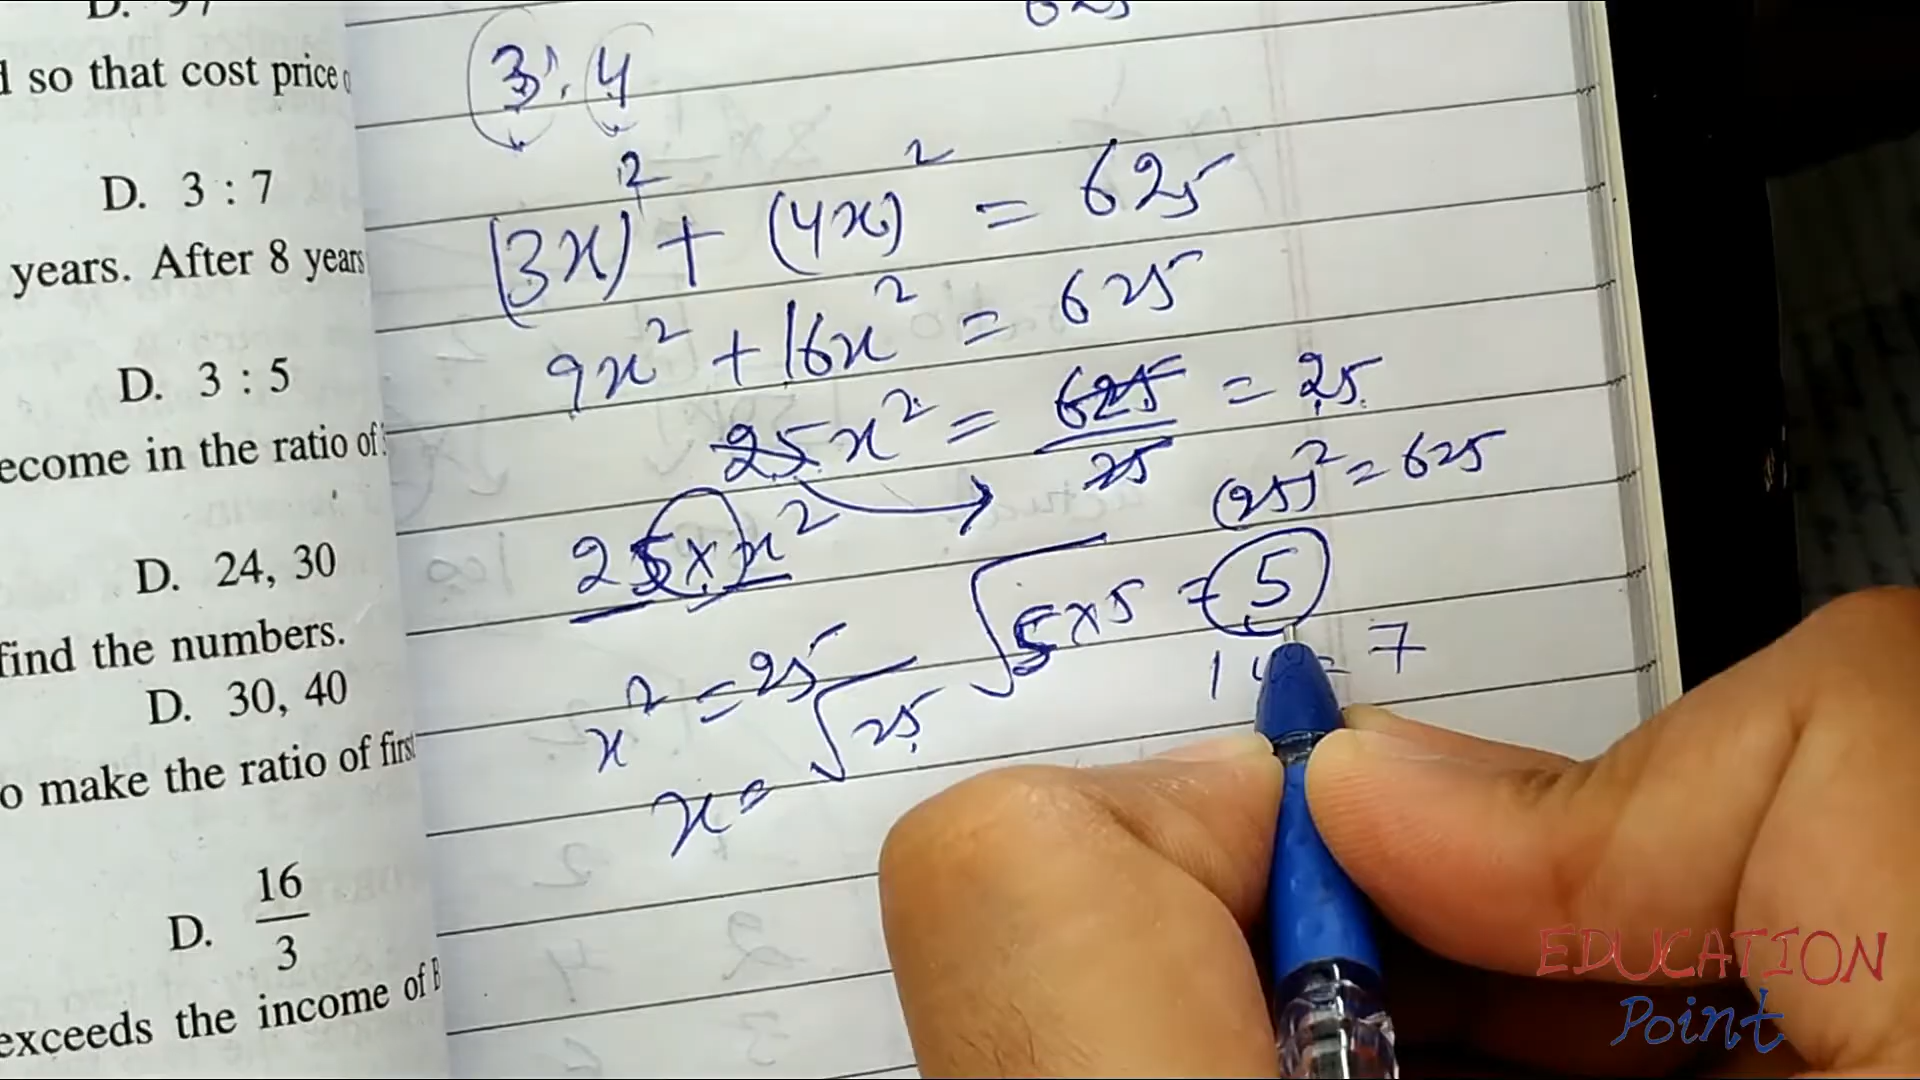 D. 97
d so that cost price
D. 3 : 7
years. After 8 years
D. 3 : 5
ecome in the ratio of
D. 24, 30
find the numbers.
D. 30, 40
o make the ratio of first
D. 16/3
exceeds the income of B
625
3 : 4
(3x)² + (4x)² = 625
9x² + 16x² = 625
25x² = 625/25 = 25
(25)² = 625
25 × x²
√5×5 = 5
x² = 25
= 7
x = √25
EDUCATION
Point